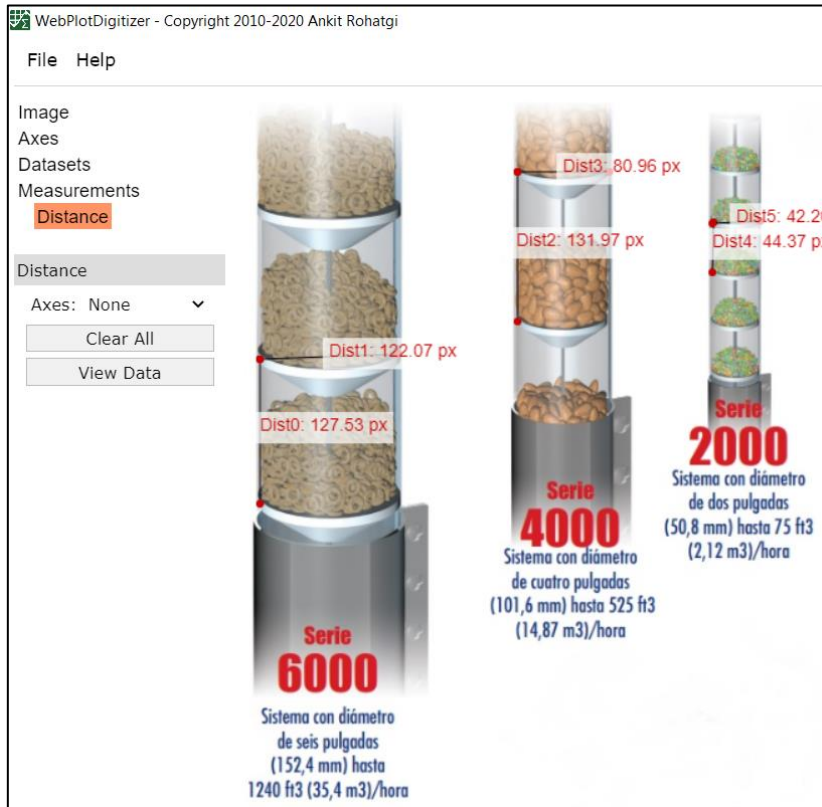 WebPlotDigitizer - Copyright 2010-2020 Ankit Rohatgi
File Help
Image
Axes
Datasets
Measurements
Distance
Distance
Axes: None
Clear All
View Data
Dist3: 80.96 px
Dist2: 131.97 px
Dist5: 42.2
Dist4: 44.37 p
Dist1: 122.07 px
Dist0: 127.53 px
Serie
6000
Sistema con diámetro
de seis pulgadas
(152,4 mm) hasta
1240 ft3 (35,4 m3)/hora
Serie
4000
Sistema con diámetro
de cuatro pulgadas
(101,6 mm) hasta 525 ft3
(14,87 m3)/hora
Serie
2000
Sistema con diámetro
de dos pulgadas
(50,8 mm) hasta 75 ft3
(2,12 m3)/hora